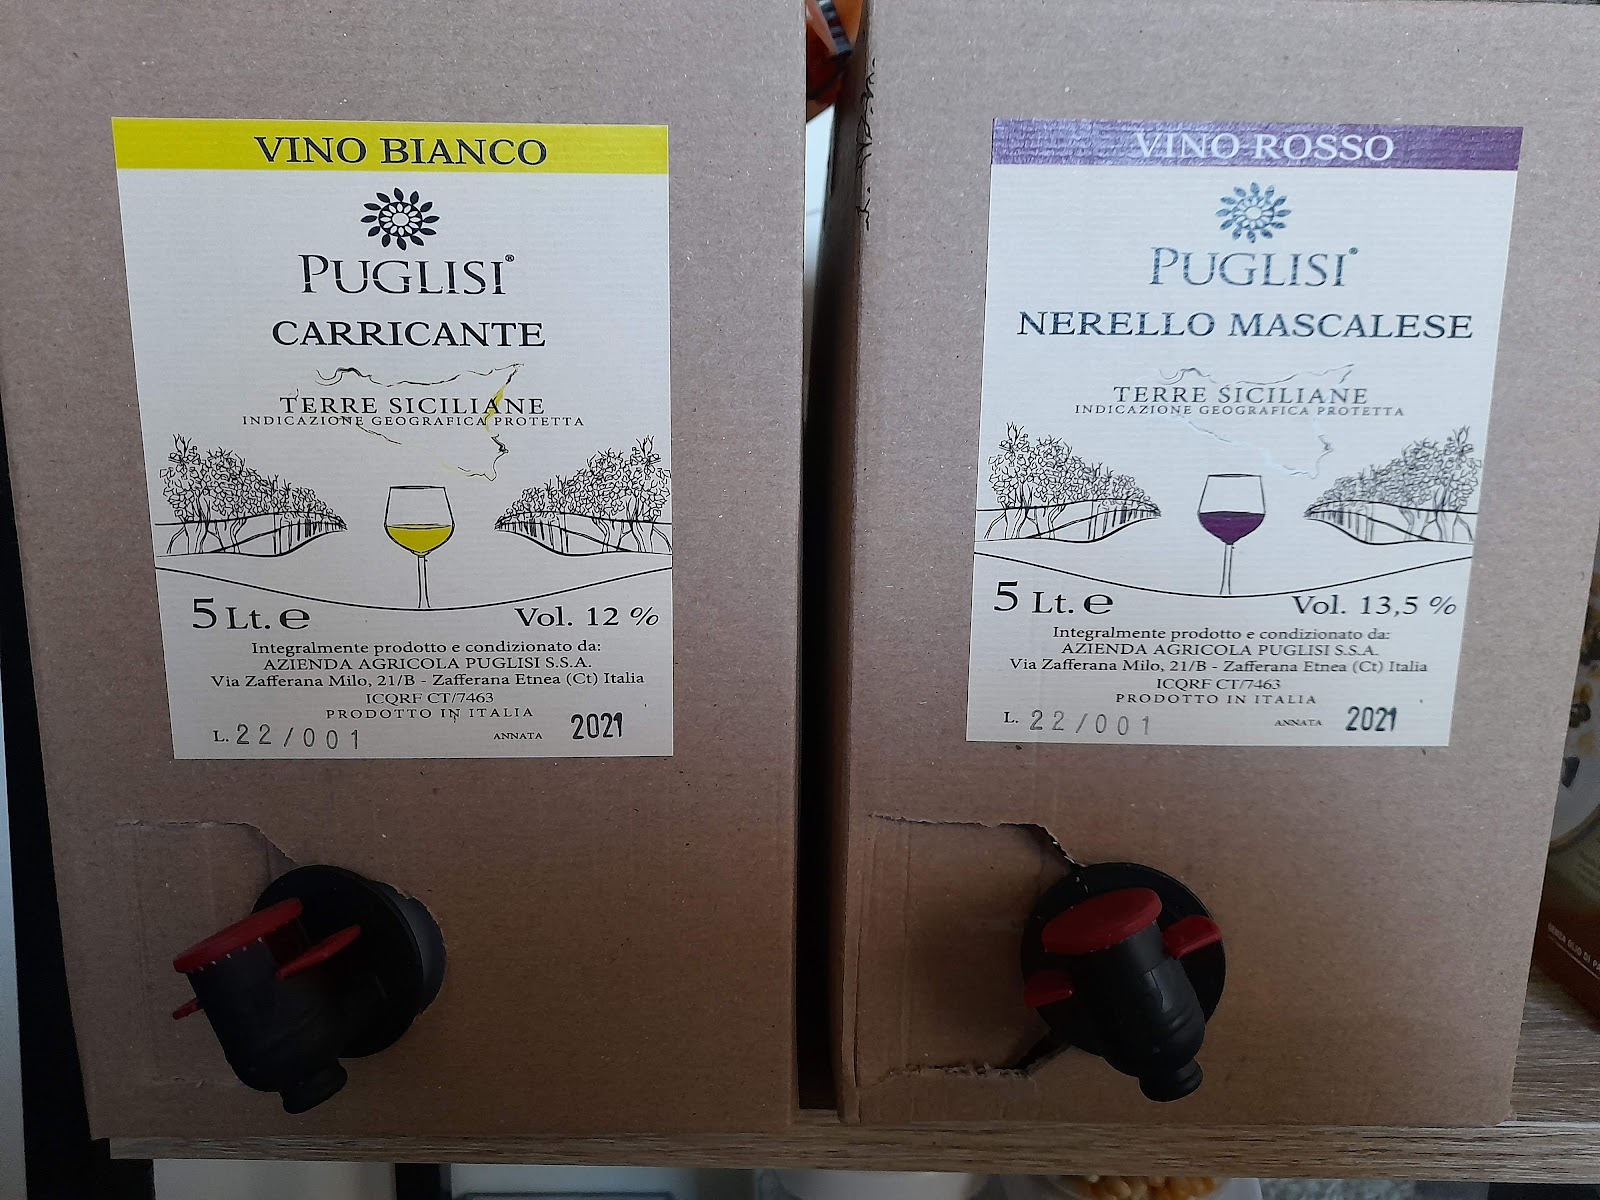 VINO BIANCO
PUGLISI®
CARRICANTE
TERRE SICILIANE
INDICAZIONE GEOGRAFICA PROTETTA
5 Lt. ℮ Vol. 12 %
Integralmente prodotto e condizionato da:
AZIENDA AGRICOLA PUGLISI S.S.A.
Via Zafferana Milo, 21/B - Zafferana Etnea (Ct) Italia
ICQRF CT/7463
PRODOTTO IN ITALIA
L. 22/001 ANNATA 2021
VINO ROSSO
PUGLISI®
NERELLO MASCALESE
TERRE SICILIANE
INDICAZIONE GEOGRAFICA PROTETTA
5 Lt. ℮ Vol. 13,5 %
Integralmente prodotto e condizionato da:
AZIENDA AGRICOLA PUGLISI S.S.A.
Via Zafferana Milo, 21/B - Zafferana Etnea (Ct) Italia
ICQRF CT/7463
PRODOTTO IN ITALIA
L. 22/001 ANNATA 2021
SENZA OLIO DI